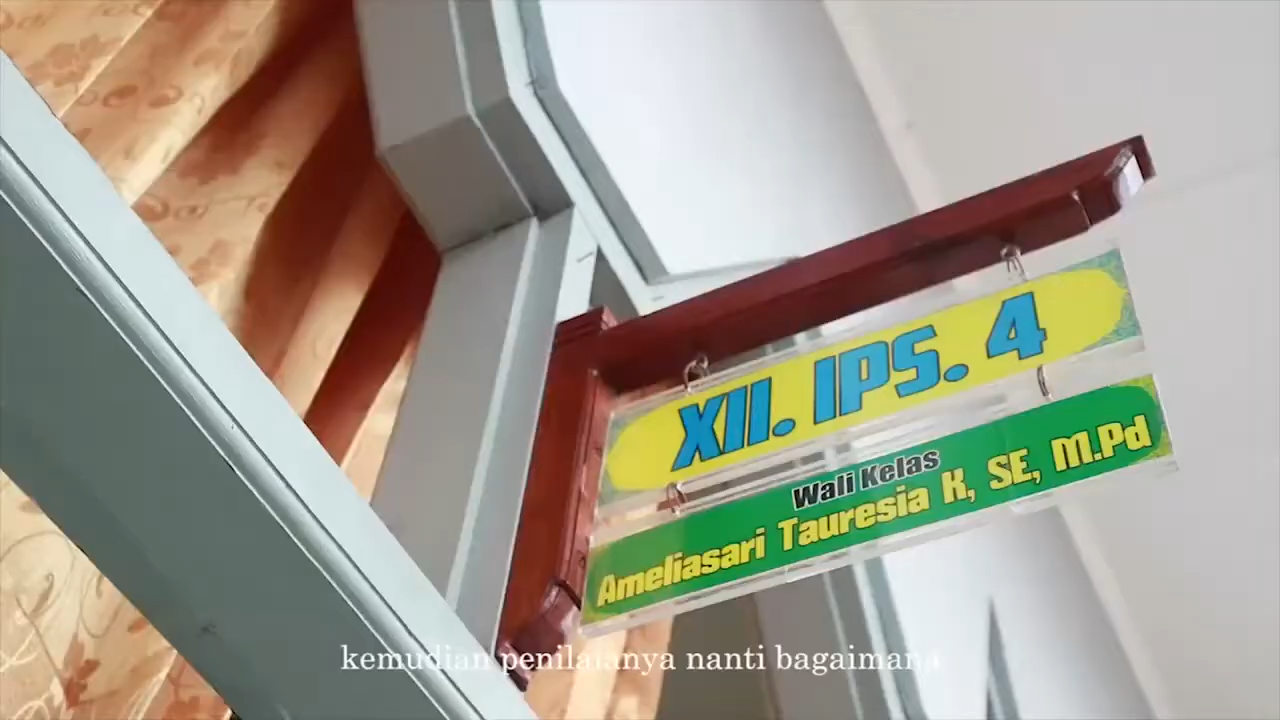 XII. IPS. 4
Wali Kelas
Ameliasari Tauresia K, SE, M.Pd
kemudian penilaianya nanti bagaimana